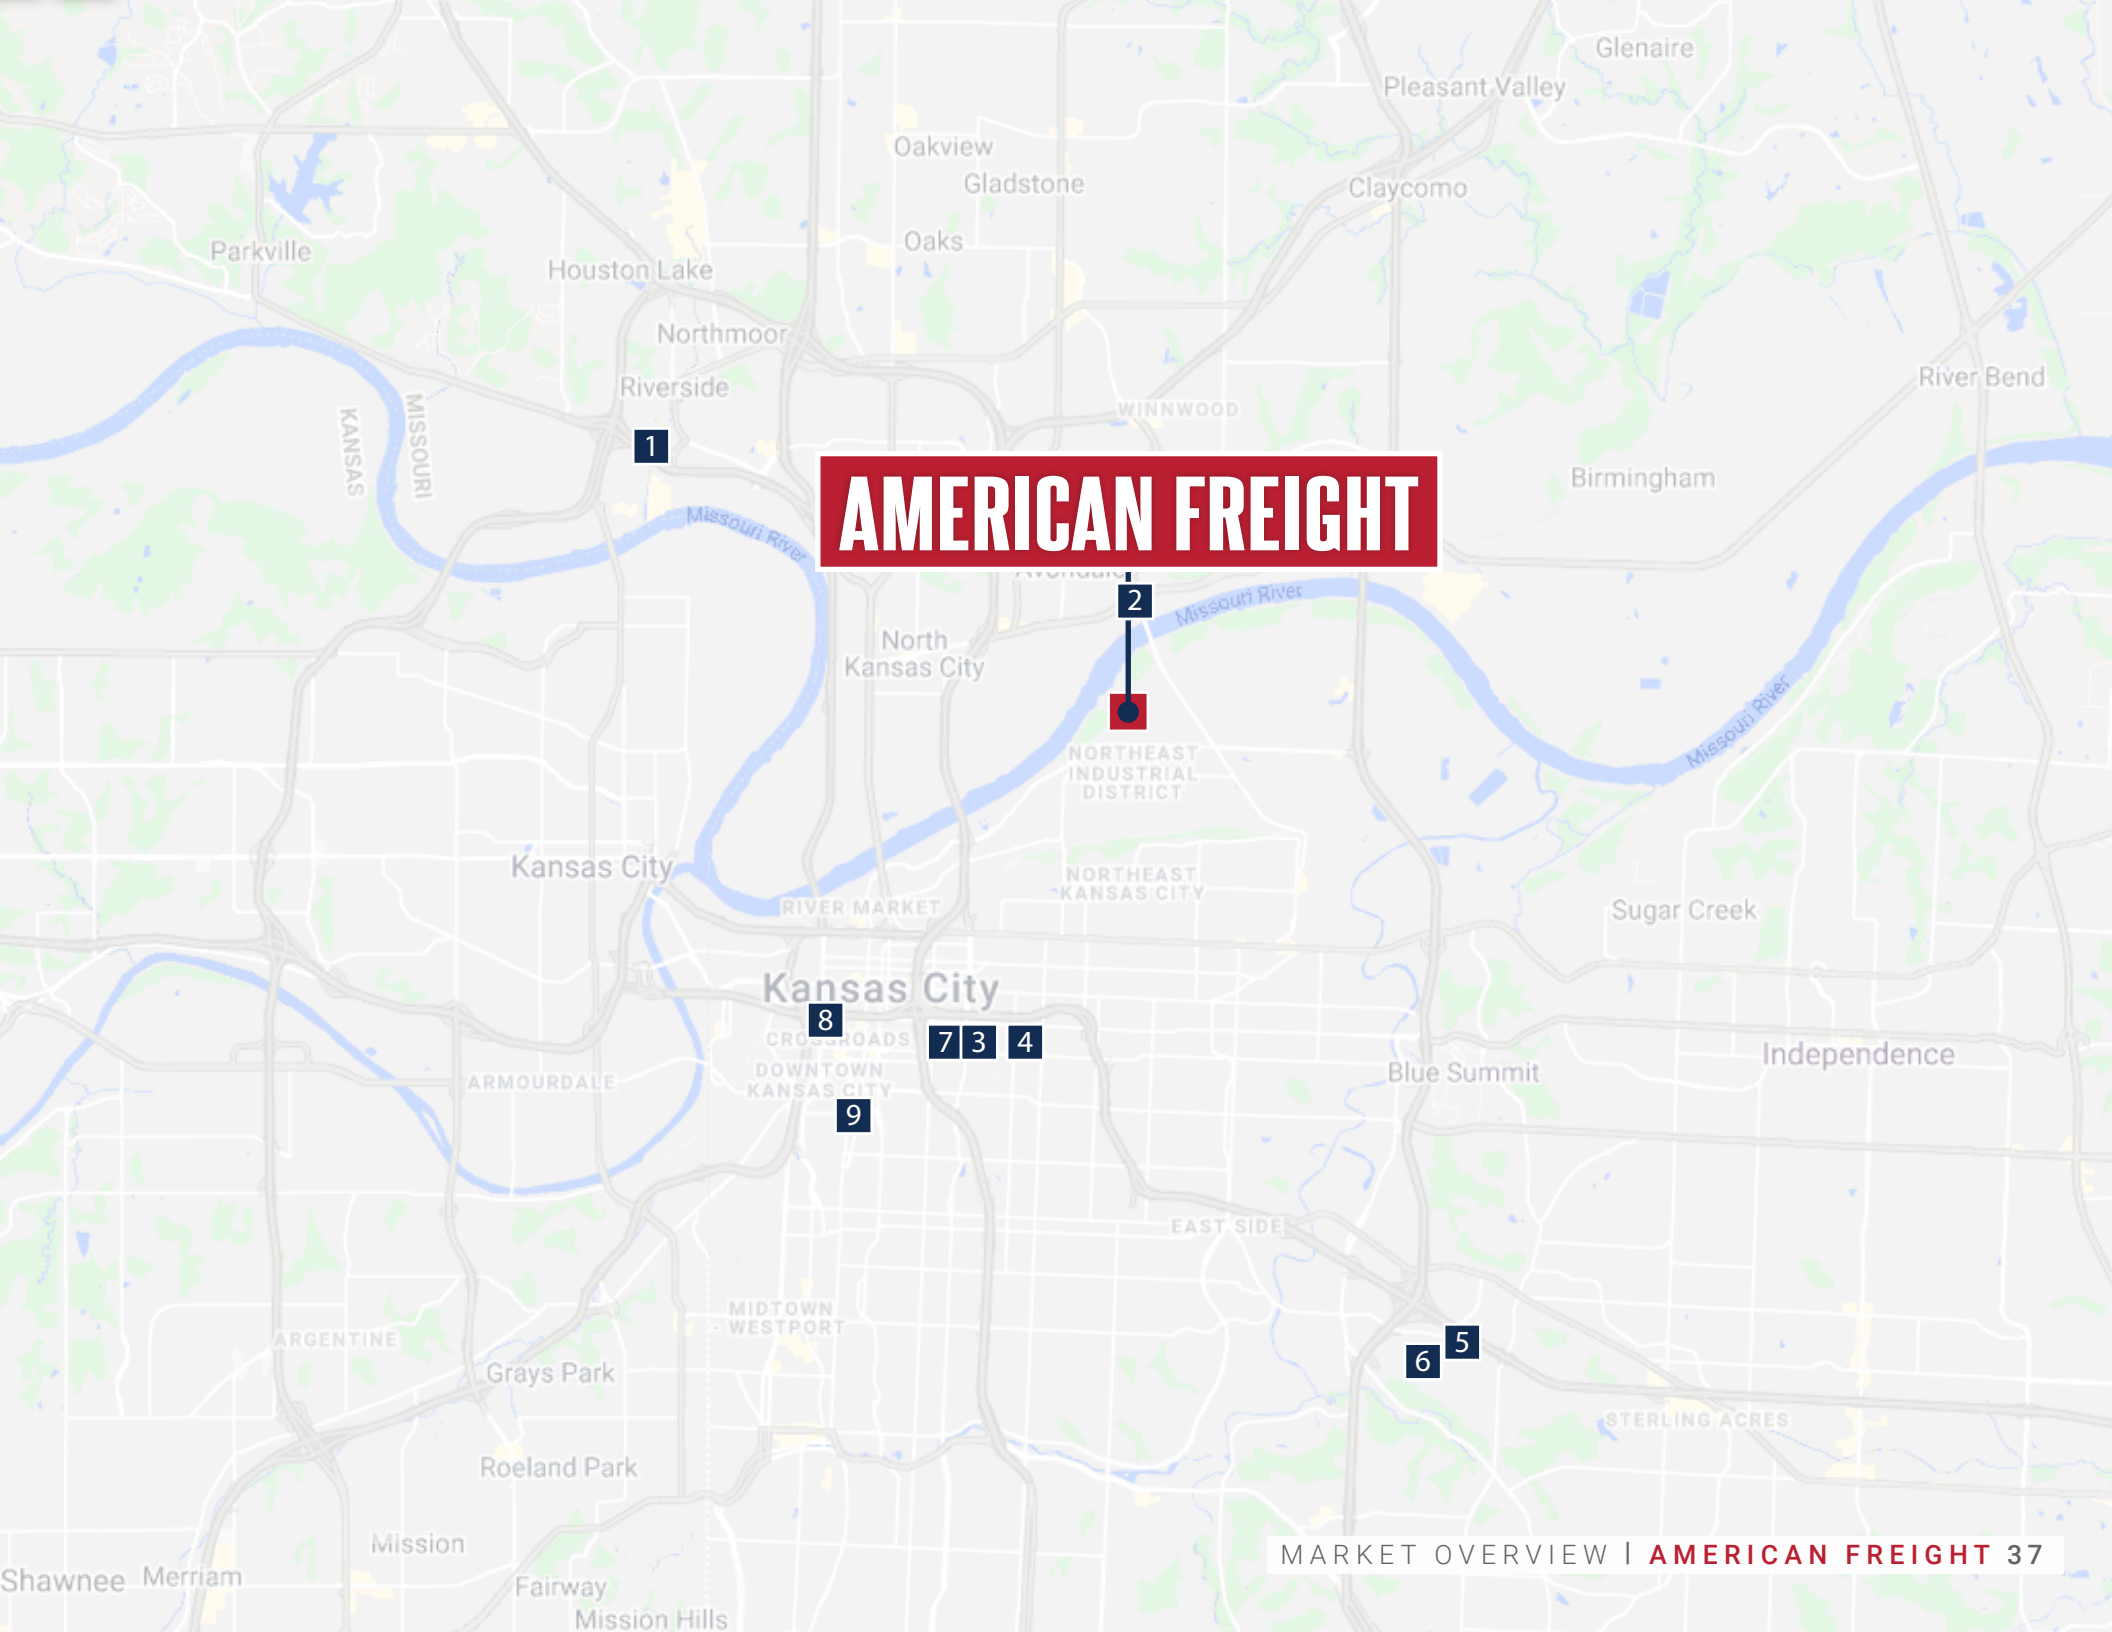 Glenaire
Pleasant Valley
Oakview
Gladstone
Claycomo
Oaks
Parkville
Houston Lake
Northmoor
River Bend
Riverside
WINNWOOD
KANSAS
MISSOURI
1
Birmingham
AMERICAN FREIGHT
Missouri River
Avondale
2
Missouri River
North
Kansas City
Missouri River
NORTHEAST
INDUSTRIAL
DISTRICT
Kansas City
NORTHEAST
KANSAS CITY
RIVER MARKET
Sugar Creek
Kansas City
8
CROSSROADS
7
3
4
Independence
DOWNTOWN
KANSAS CITY
Blue Summit
ARMOURDALE
9
EAST SIDE
MIDTOWN
- WESTPORT
ARGENTINE
5
6
Grays Park
STERLING ACRES
Roeland Park
Mission
MARKET OVERVIEW | AMERICAN FREIGHT 37
Shawnee
Merriam
Fairway
Mission Hills